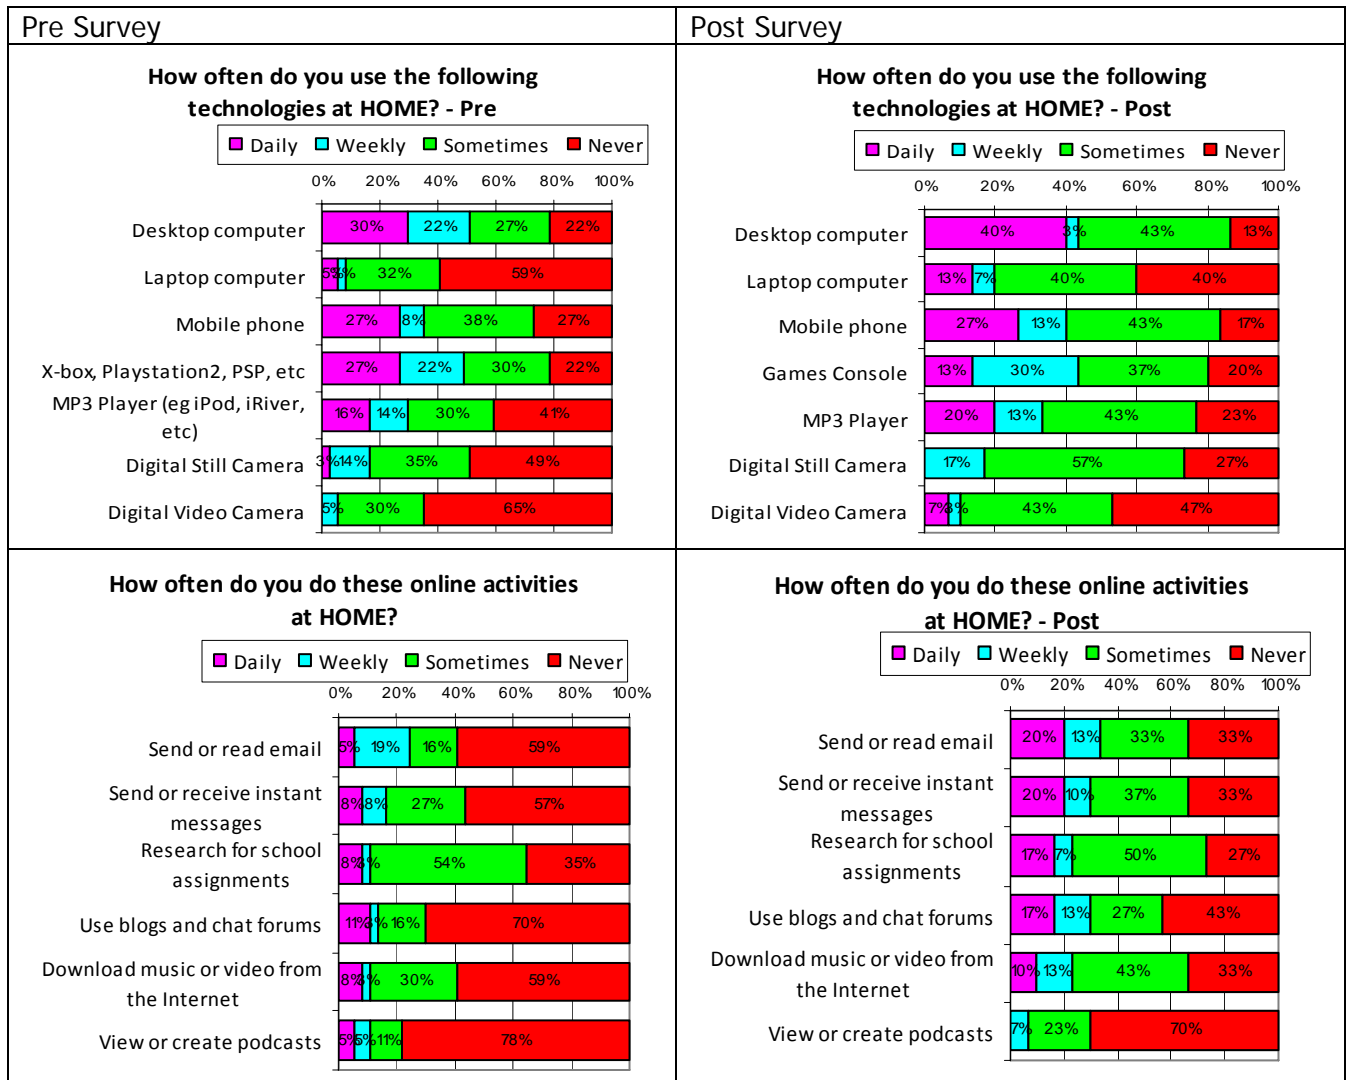 Pre Survey
Post Survey
How often do you use the following
technologies at HOME? - Pre
Daily Weekly Sometimes Never
0% 20% 40% 60% 80% 100%
Desktop computer 30% 22% 27% 22%
Laptop computer 5% 3% 32% 59%
Mobile phone 27% 8% 38% 27%
X-box, Playstation2, PSP, etc 27% 22% 30% 22%
MP3 Player (eg iPod, iRiver,
etc) 16% 14% 30% 41%
Digital Still Camera 3% 14% 35% 49%
Digital Video Camera 5% 30% 65%
How often do you use the following
technologies at HOME? - Post
Daily Weekly Sometimes Never
0% 20% 40% 60% 80% 100%
Desktop computer 40% 3% 43% 13%
Laptop computer 13% 7% 40% 40%
Mobile phone 27% 13% 43% 17%
Games Console 13% 30% 37% 20%
MP3 Player 20% 13% 43% 23%
Digital Still Camera 17% 57% 27%
Digital Video Camera 7% 3% 43% 47%
How often do you do these online activities
at HOME?
Daily Weekly Sometimes Never
0% 20% 40% 60% 80% 100%
Send or read email 5% 19% 16% 59%
Send or receive instant
messages 8% 8% 27% 57%
Research for school
assignments 8% 3% 54% 35%
Use blogs and chat forums 11% 3% 16% 70%
Download music or video from
the Internet 8% 3% 30% 59%
View or create podcasts 5% 5% 11% 78%
How often do you do these online activities
at HOME? - Post
Daily Weekly Sometimes Never
0% 20% 40% 60% 80% 100%
Send or read email 20% 13% 33% 33%
Send or receive instant
messages 20% 10% 37% 33%
Research for school
assignments 17% 7% 50% 27%
Use blogs and chat forums 17% 13% 27% 43%
Download music or video from
the Internet 10% 13% 43% 33%
View or create podcasts 7% 23% 70%